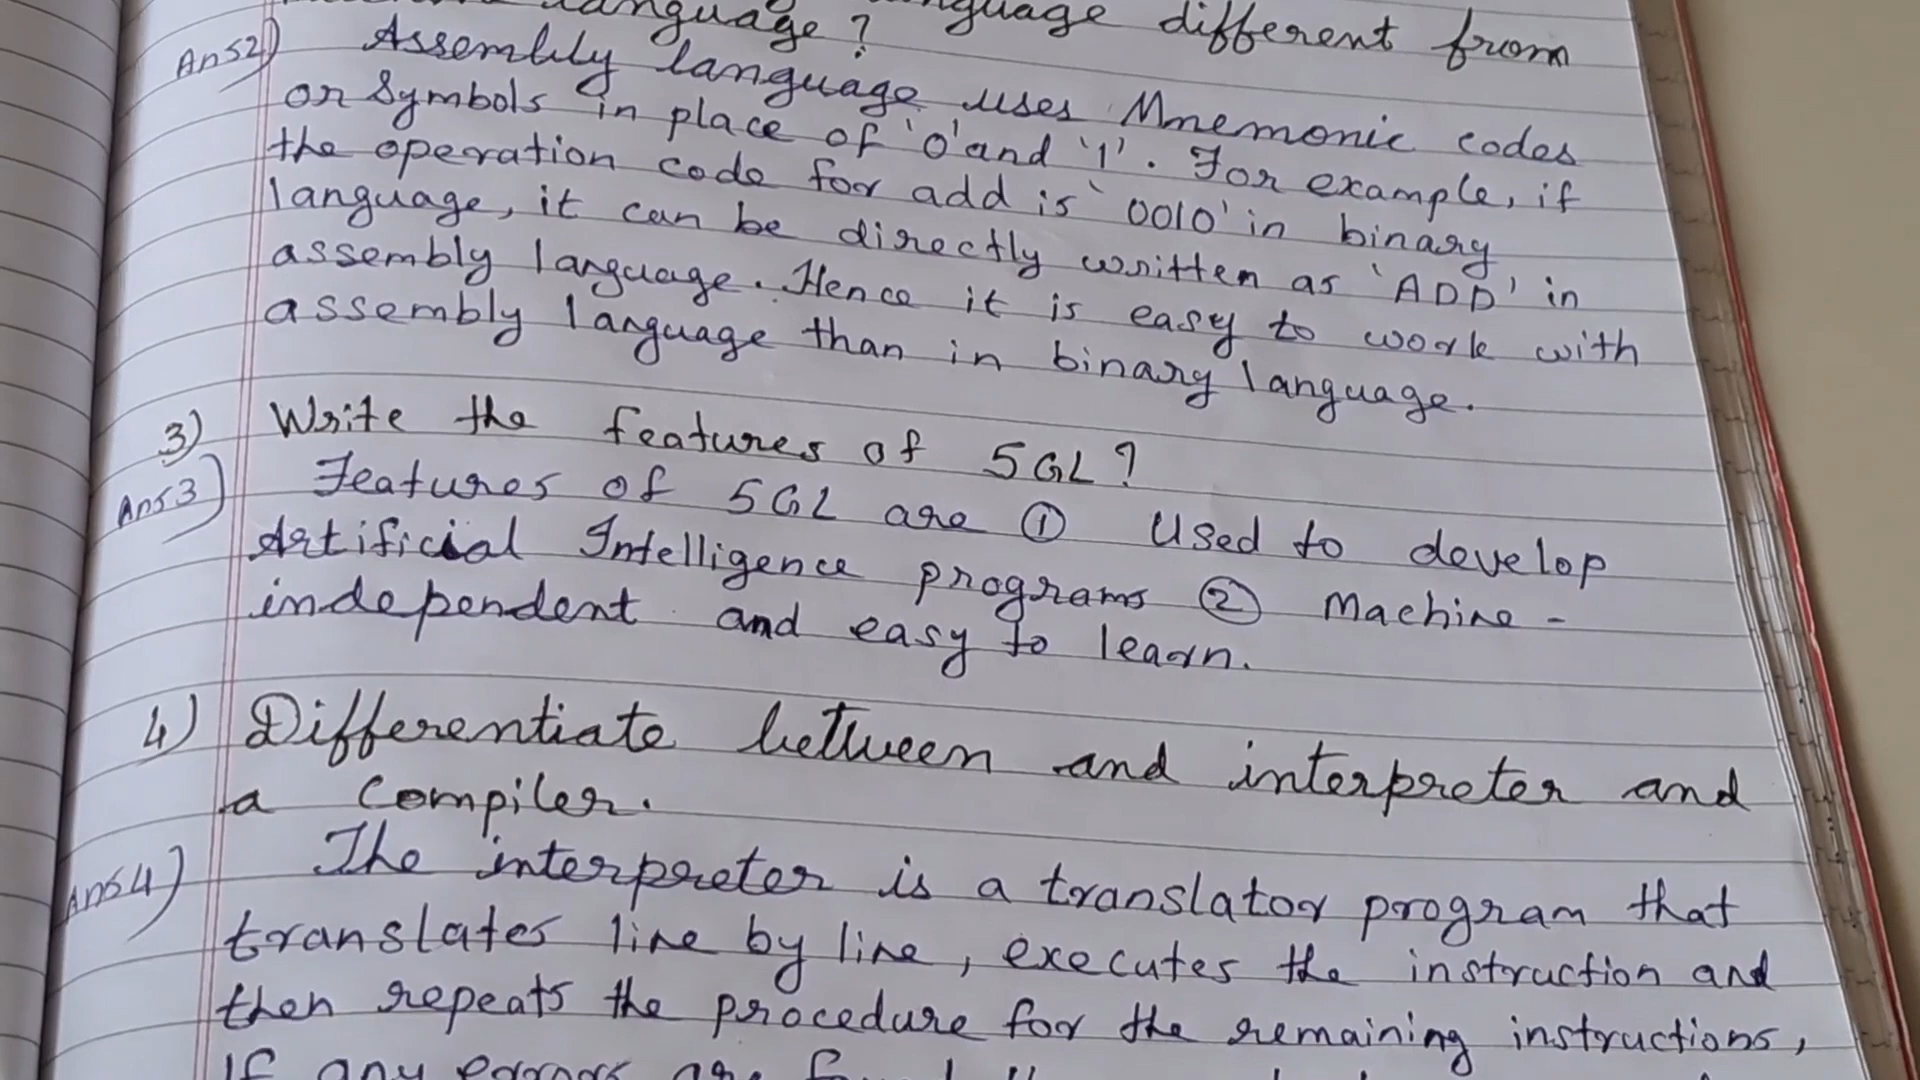 language? language different from
Ans2) Assembly language uses Mnemonic codes
or symbols in place of '0' and '1'. For example, if
the operation code for add is '0010' in binary
language, it can be directly written as 'ADD' in
assembly language. Hence it is easy to work with
assembly language than in binary language.
3) Write the features of 5GL?
Ans3) Features of 5GL are ① Used to develop
Artificial Intelligence programs ② Machine-
independent and easy to learn.
4) Differentiate between and interpreter and
a compiler.
Ans4) The interpreter is a translator program that
translates line by line, executes the instruction and
then repeats the procedure for the remaining instructions,
If any errors are